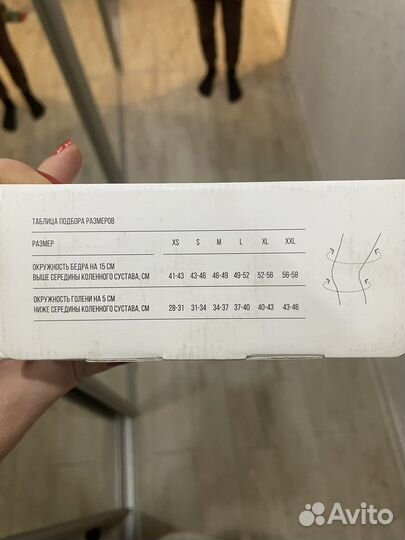 ТАБЛИЦА ПОДБОРА РАЗМЕРОВ
РАЗМЕР XS S M L XL XXL
ОКРУЖНОСТЬ БЕДРА НА 15 СМ
ВЫШЕ СЕРЕДИНЫ КОЛЕННОГО СУСТАВА, СМ 41-43 43-46 46-49 49-52 52-56 56-58
ОКРУЖНОСТЬ ГОЛЕНИ НА 5 СМ
НИЖЕ СЕРЕДИНЫ КОЛЕННОГО СУСТАВА, СМ 28-31 31-34 34-37 37-40 40-43 43-46
Avito